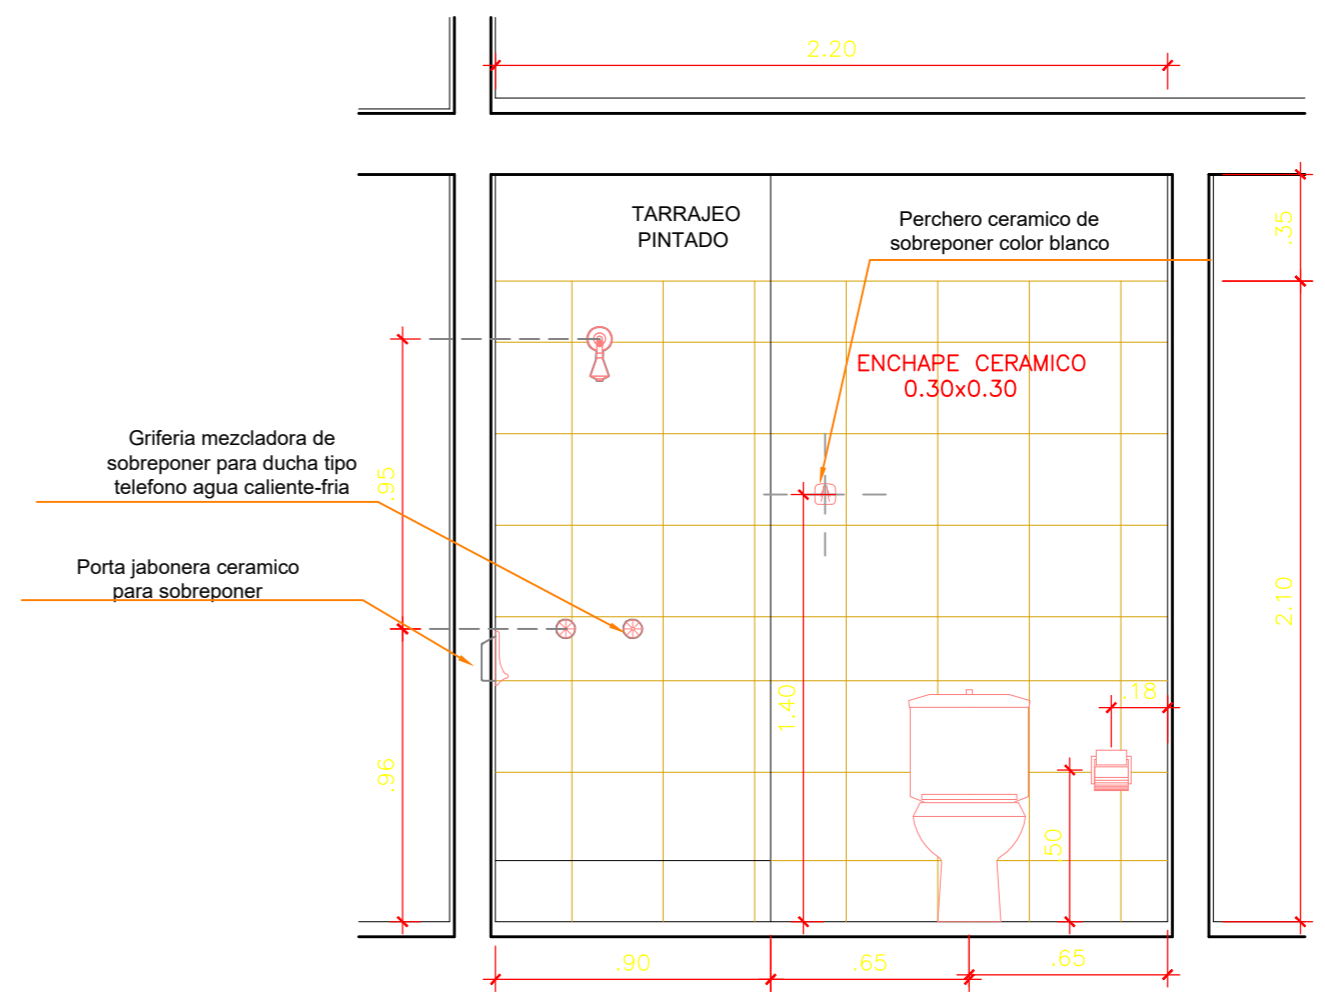 2.20
TARRAJEO
PINTADO
Perchero ceramico de
sobreponer color blanco
.35
ENCHAPE CERAMICO
0.30x0.30
Griferia mezcladora de
sobreponer para ducha tipo
telefono agua caliente-fria
.95
Porta jabonera ceramico
para sobreponer
2.10
1.40
.18
.96
.50
.90
.65
.65